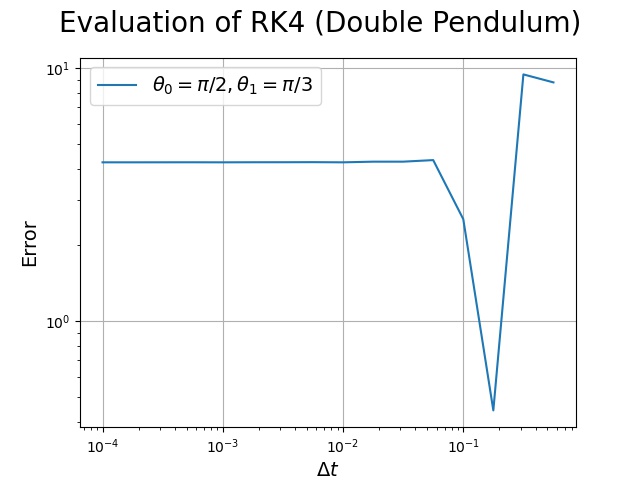 Evaluation of RK4 (Double Pendulum)
10¹
θ₀ = π/2, θ₁ = π/3
Error
10⁰
10⁻⁴
10⁻³
10⁻²
10⁻¹
Δt